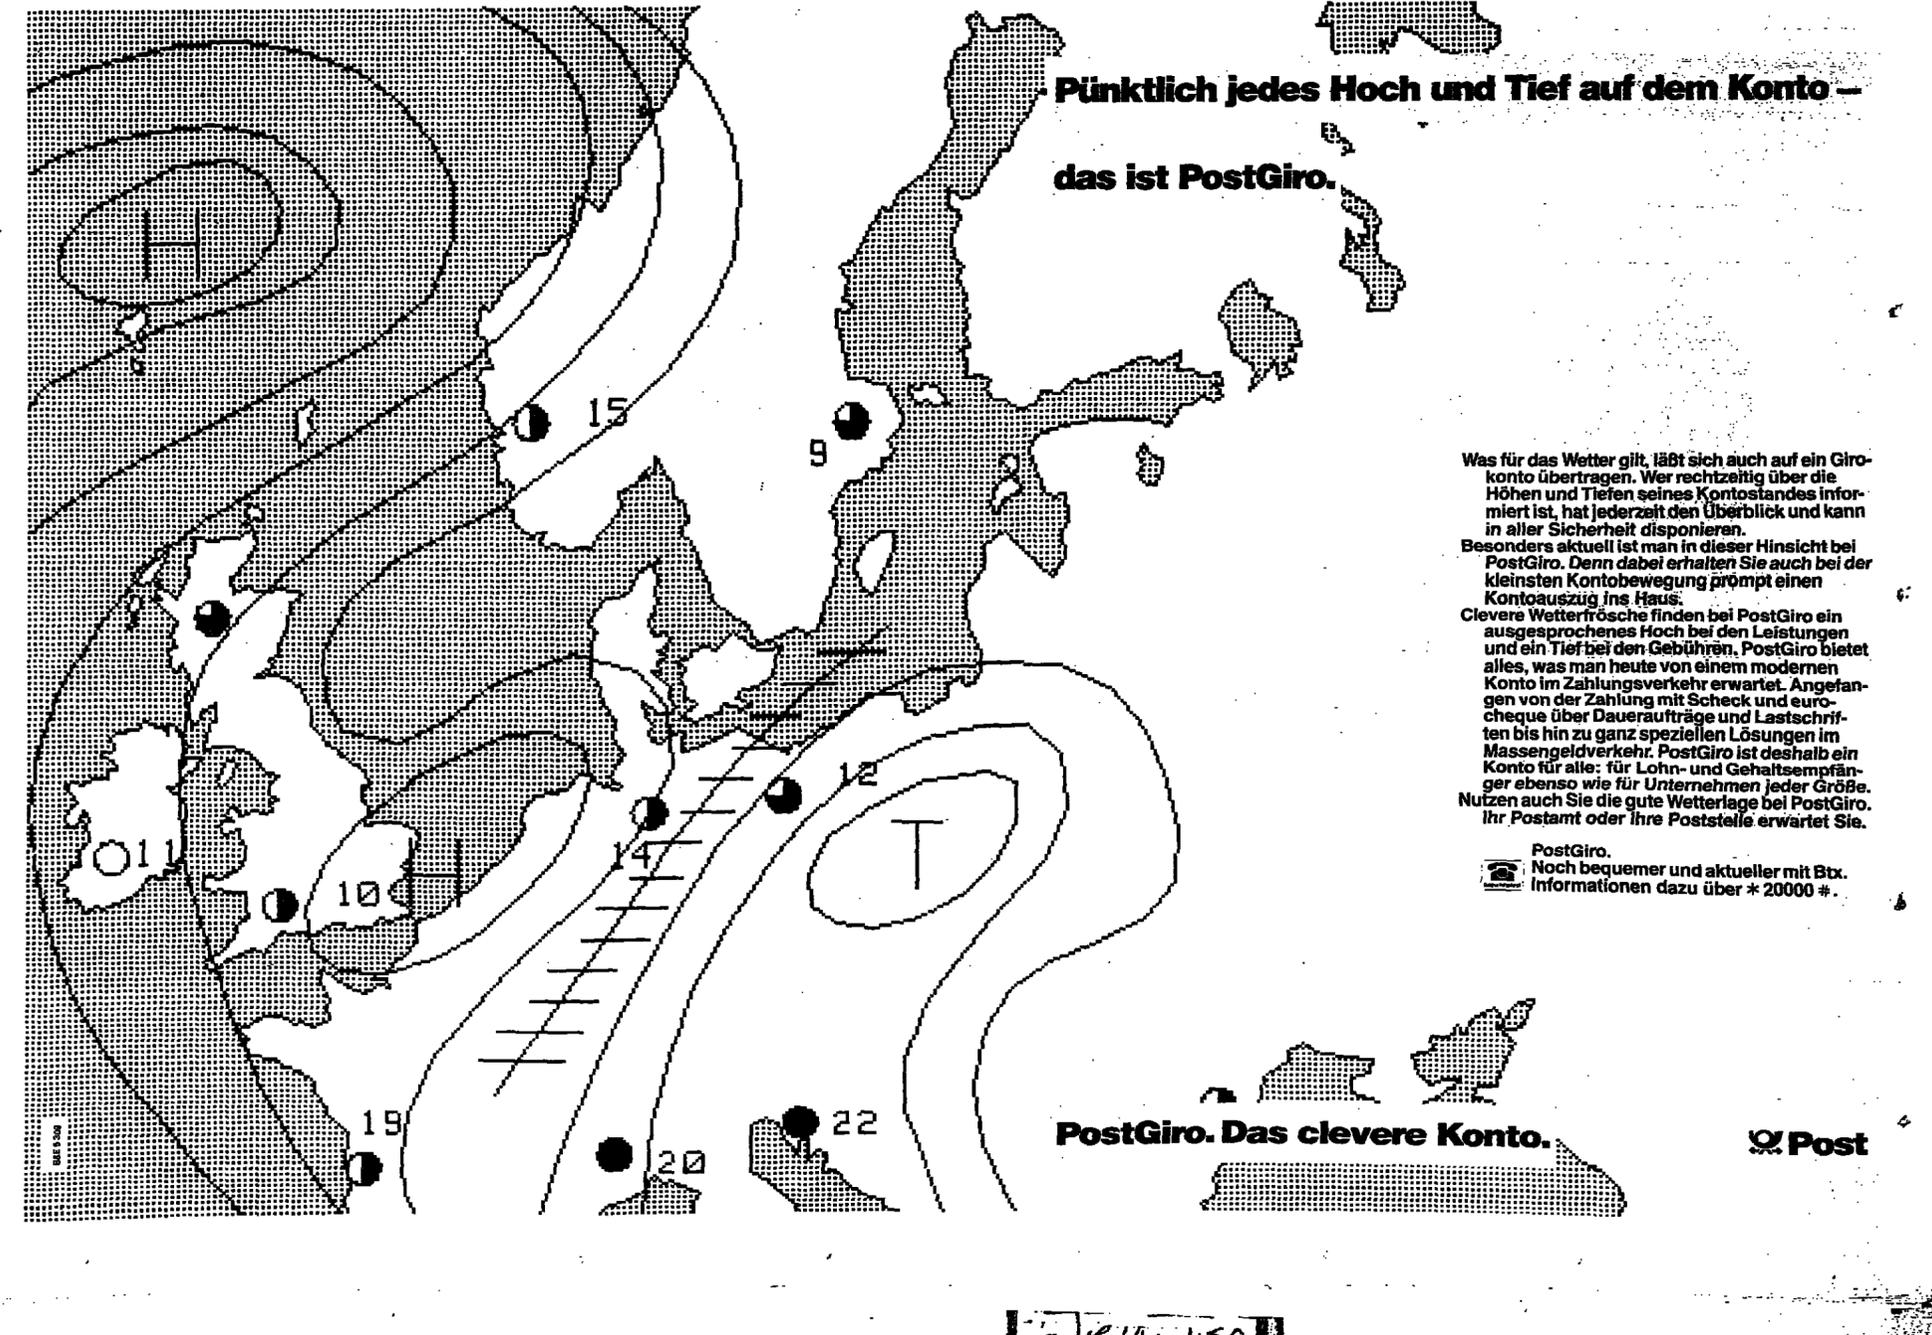 Pünktlich jedes Hoch und Tief auf dem Konto –
das ist PostGiro.
H
15
9
Was für das Wetter gilt, läßt sich auch auf ein Giro-
konto übertragen. Wer rechtzeitig über die
Höhen und Tiefen seines Kontostandes infor-
miert ist, hat jederzeit den Überblick und kann
in aller Sicherheit disponieren.
Besonders aktuell ist man in dieser Hinsicht bei
PostGiro. Denn dabei erhalten Sie auch bei der
kleinsten Kontobewegung prompt einen
Kontoauszug ins Haus.
Clevere Wetterfrösche finden bei PostGiro ein
ausgesprochenes Hoch bei den Leistungen
und ein Tief bei den Gebühren. PostGiro bietet
alles, was man heute von einem modernen
Konto im Zahlungsverkehr erwartet. Angefan-
gen von der Zahlung mit Scheck und euro-
cheque über Daueraufträge und Lastschrif-
ten bis hin zu ganz speziellen Lösungen im
Massengeldverkehr. PostGiro ist deshalb ein
Konto für alle: für Lohn- und Gehaltsempfän-
ger ebenso wie für Unternehmen jeder Größe.
Nutzen auch Sie die gute Wetterlage bei PostGiro.
Ihr Postamt oder Ihre Poststelle erwartet Sie.
PostGiro.
Noch bequemer und aktueller mit Btx.
Informationen dazu über * 20000 #.
12
T
14
11
10
H
19
20
22
PostGiro. Das clevere Konto.
Post